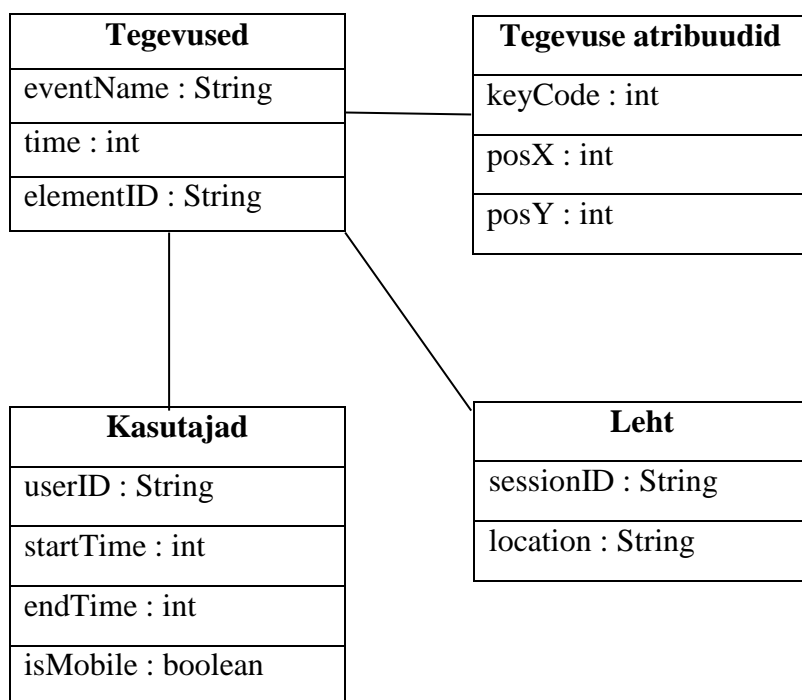 Tegevused
eventName : String
time : int
elementID : String
Tegevuse atribuudid
keyCode : int
posX : int
posY : int
Kasutajad
userID : String
startTime : int
endTime : int
isMobile : boolean
Leht
sessionID : String
location : String